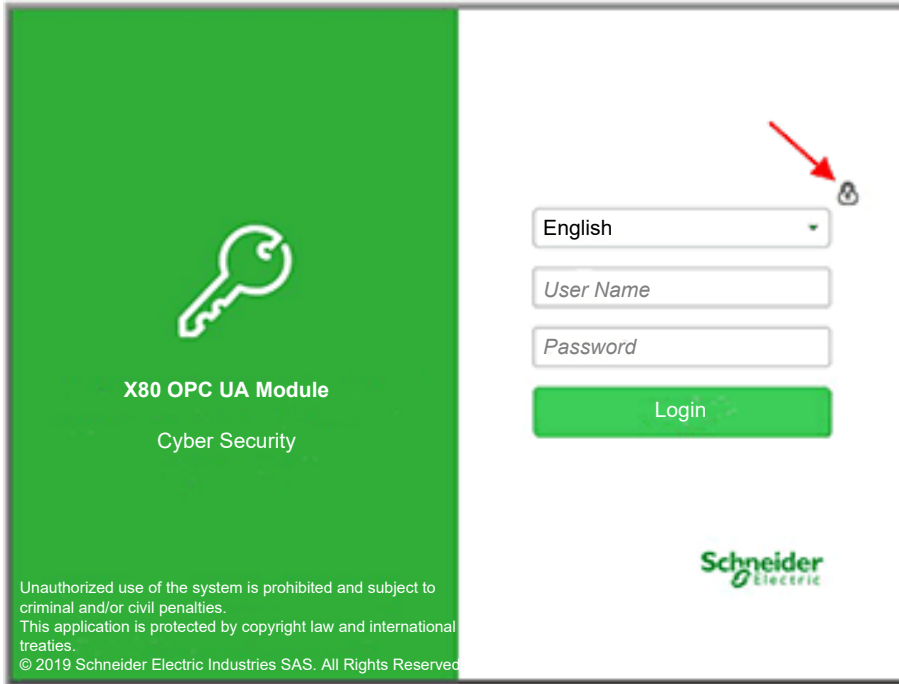 X80 OPC UA Module
Cyber Security
Unauthorized use of the system is prohibited and subject to
criminal and/or civil penalties.
This application is protected by copyright law and international
treaties.
© 2019 Schneider Electric Industries SAS. All Rights Reserved
English
User Name
Password
Login
Schneider
Electric